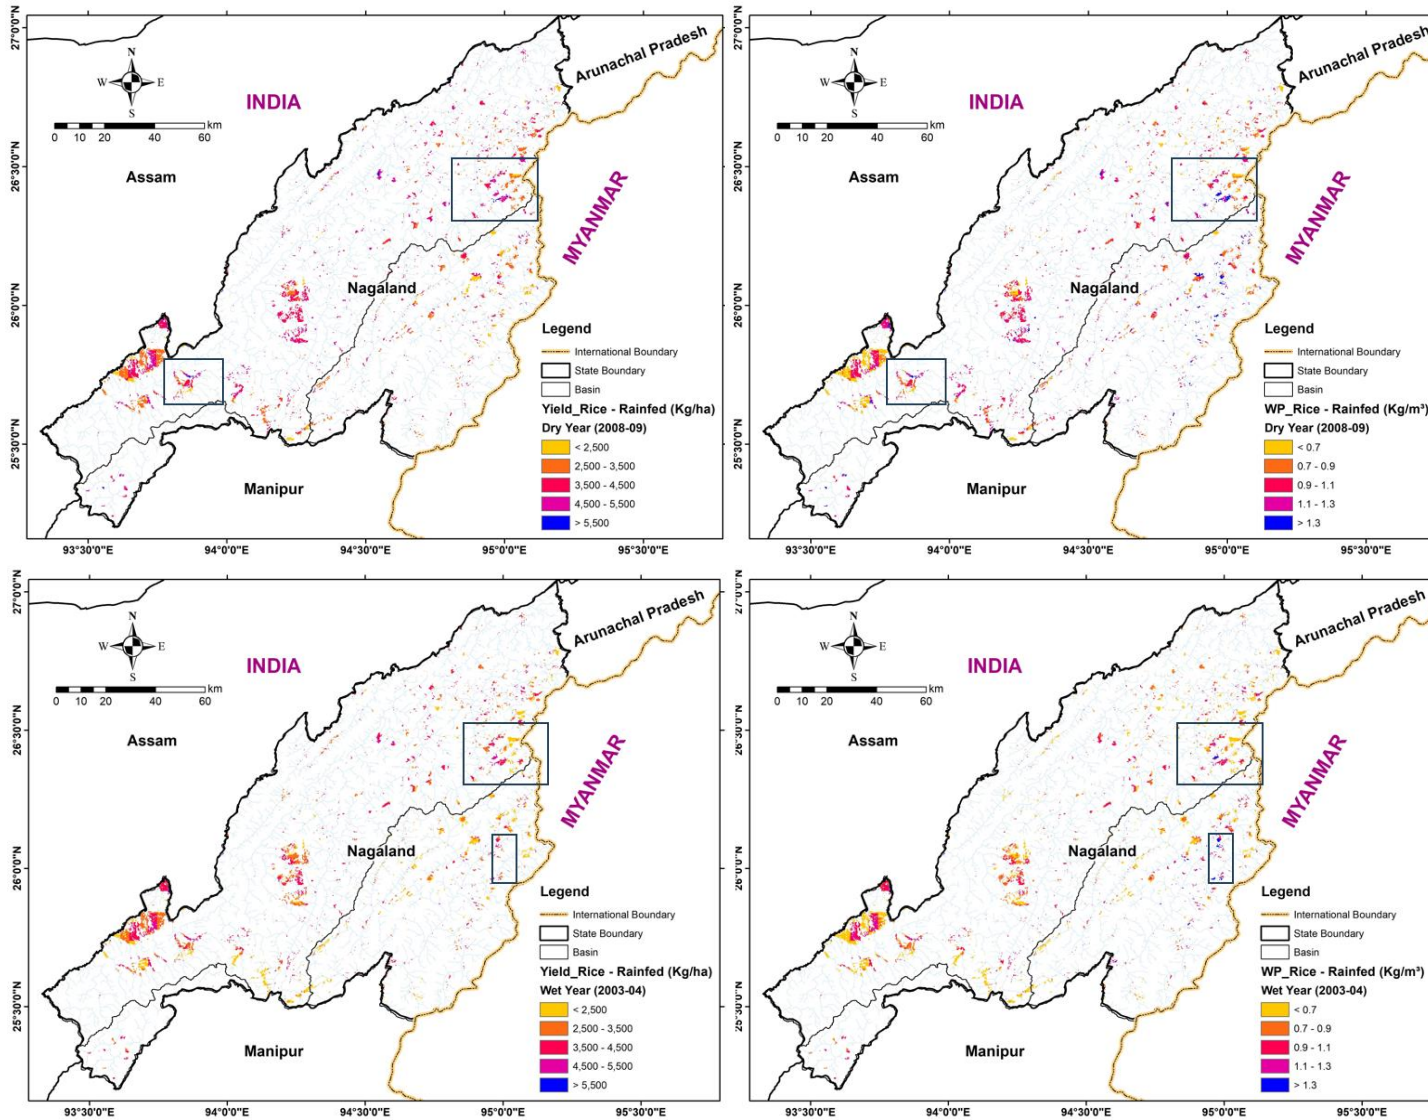 27°0'0"N
26°30'0"N
26°0'0"N
25°30'0"N
N
W
E
S
km
0 5 10 20 40 60
INDIA
Arunachal Pradesh
Assam
MYANMAR
Nagaland
Manipur
Legend
International Boundary
State Boundary
Basin
Yield_Rice - Rainfed (Kg/ha)
Dry Year (2008-09)
< 2,500
2,500 - 3,500
3,500 - 4,500
4,500 - 5,500
> 5,500
93°30'0"E 94°0'0"E 94°30'0"E 95°0'0"E 95°30'0"E
27°0'0"N
26°30'0"N
26°0'0"N
25°30'0"N
N
W
E
S
km
0 5 10 20 40 60
INDIA
Arunachal Pradesh
Assam
MYANMAR
Nagaland
Manipur
Legend
International Boundary
State Boundary
Basin
WP_Rice - Rainfed (Kg/m³)
Dry Year (2008-09)
< 0.7
0.7 - 0.9
0.9 - 1.1
1.1 - 1.3
> 1.3
93°30'0"E 94°0'0"E 94°30'0"E 95°0'0"E 95°30'0"E
27°0'0"N
26°30'0"N
26°0'0"N
25°30'0"N
N
W
E
S
km
0 5 10 20 40 60
INDIA
Arunachal Pradesh
Assam
MYANMAR
Nagaland
Manipur
Legend
International Boundary
State Boundary
Basin
Yield_Rice - Rainfed (Kg/ha)
Wet Year (2003-04)
< 2,500
2,500 - 3,500
3,500 - 4,500
4,500 - 5,500
> 5,500
93°30'0"E 94°0'0"E 94°30'0"E 95°0'0"E 95°30'0"E
27°0'0"N
26°30'0"N
26°0'0"N
25°30'0"N
N
W
E
S
km
0 5 10 20 40 60
INDIA
Arunachal Pradesh
Assam
MYANMAR
Nagaland
Manipur
Legend
International Boundary
State Boundary
Basin
WP_Rice - Rainfed (Kg/m³)
Wet Year (2003-04)
< 0.7
0.7 - 0.9
0.9 - 1.1
1.1 - 1.3
> 1.3
93°30'0"E 94°0'0"E 94°30'0"E 95°0'0"E 95°30'0"E